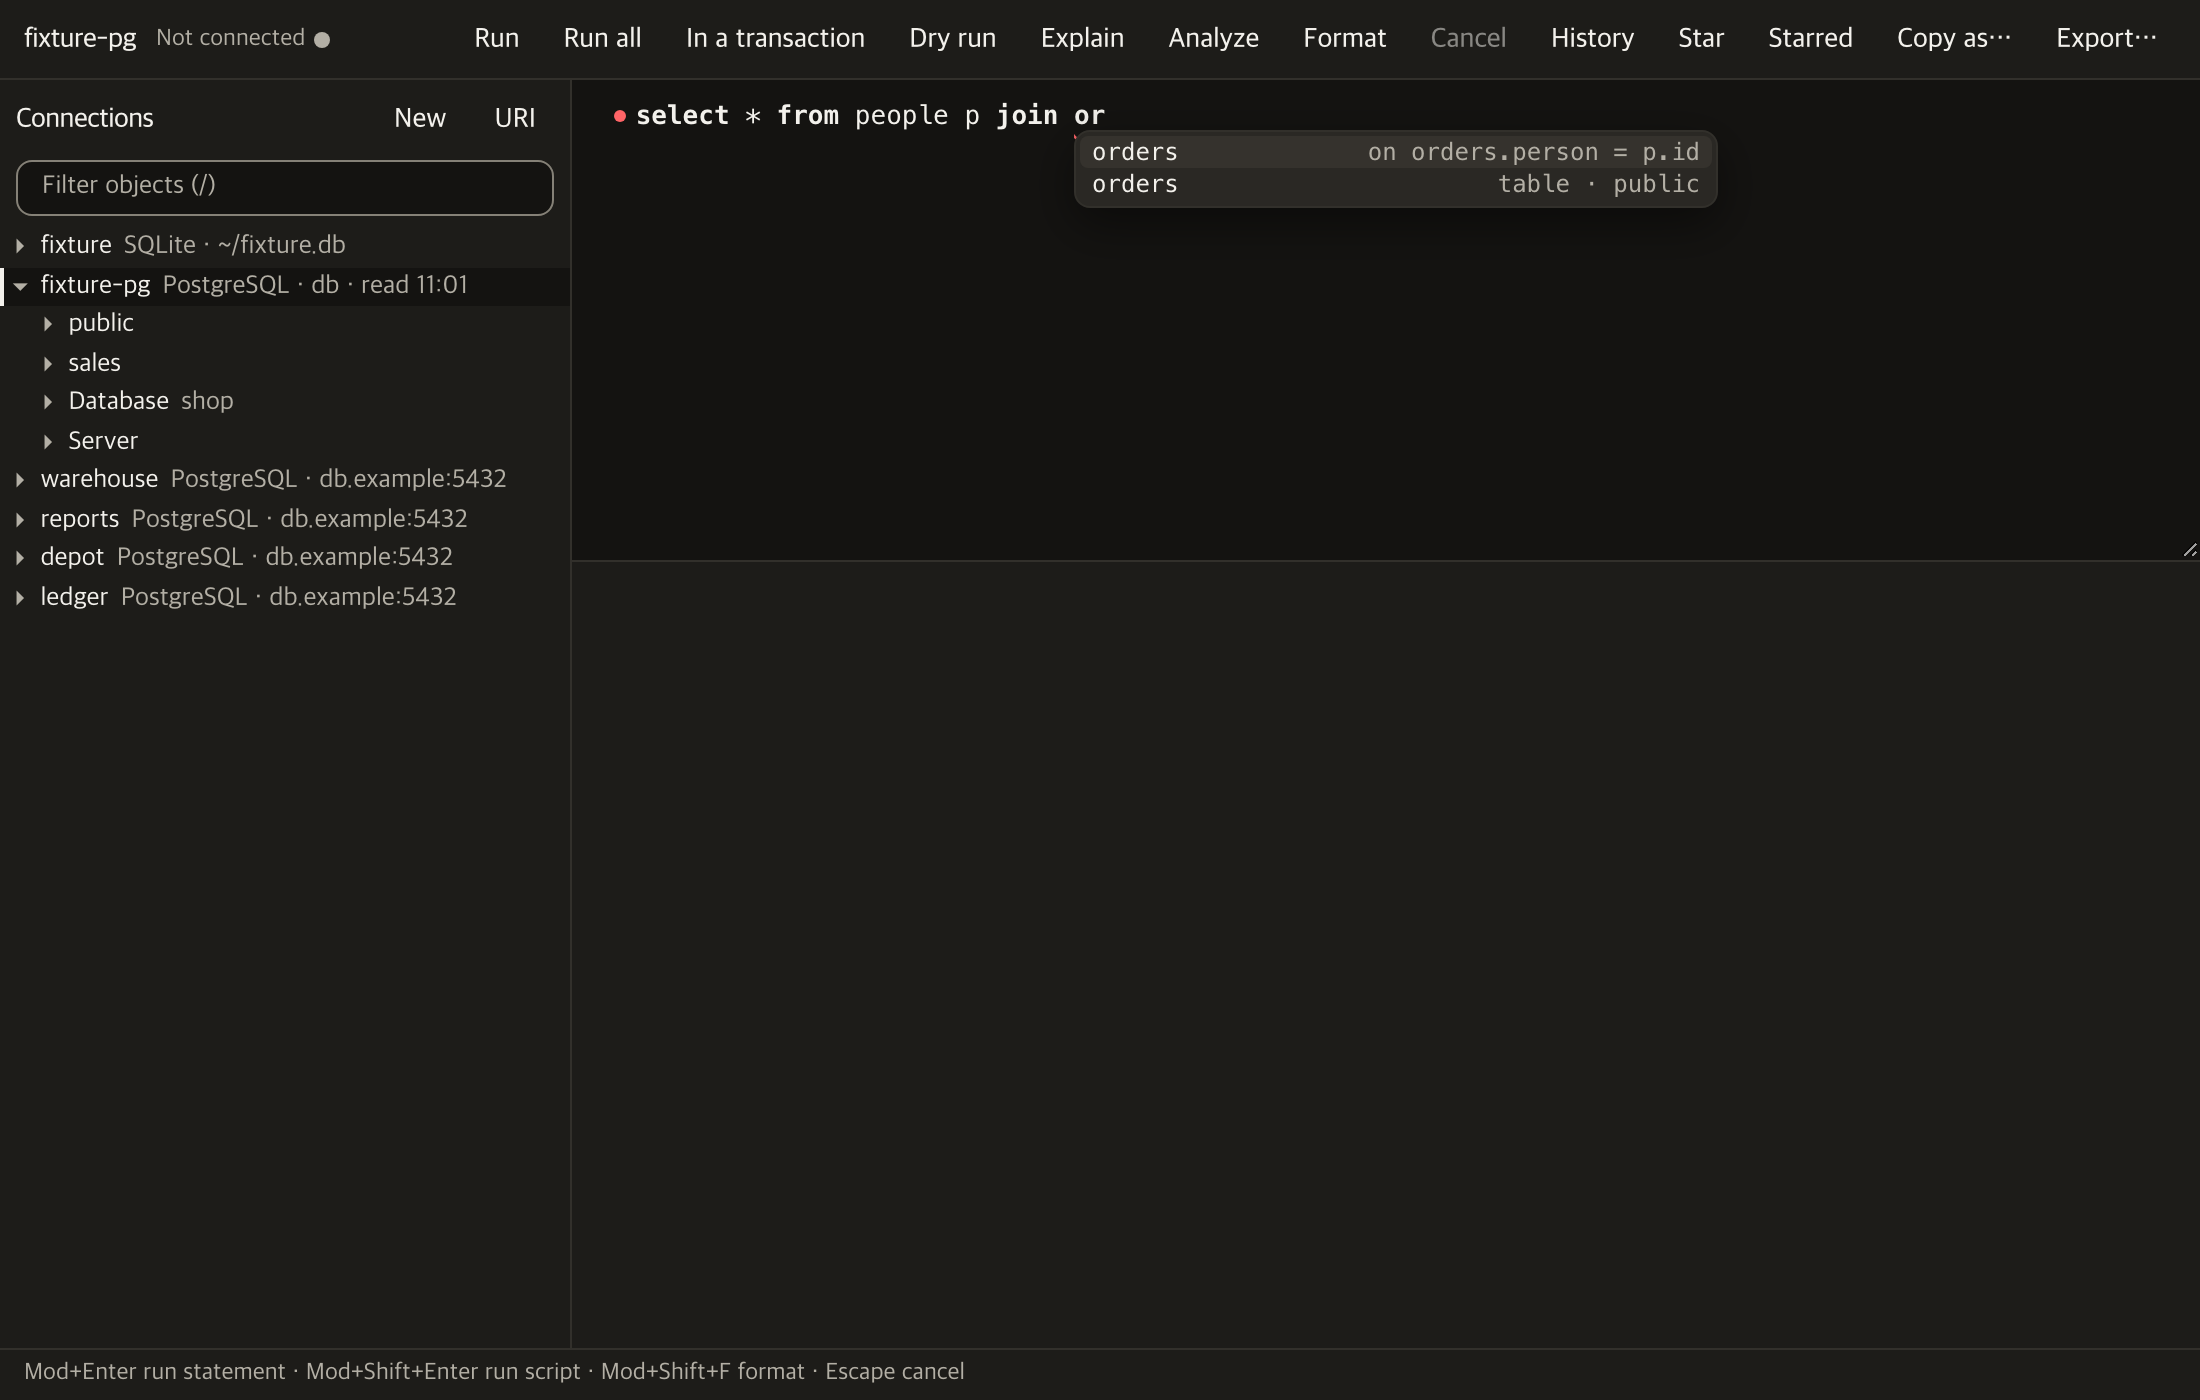 fixture-pg Not connected Run Run all In a transaction Dry run Explain Analyze Format Cancel History Star Starred Copy as… Export…
Connections New URI
Filter objects (/)
fixture SQLite · ~/fixture.db
fixture-pg PostgreSQL · db · read 11:01
public
sales
Database shop
Server
warehouse PostgreSQL · db.example:5432
reports PostgreSQL · db.example:5432
depot PostgreSQL · db.example:5432
ledger PostgreSQL · db.example:5432
select * from people p join or
orders on orders.person = p.id
orders table · public
Mod+Enter run statement · Mod+Shift+Enter run script · Mod+Shift+F format · Escape cancel